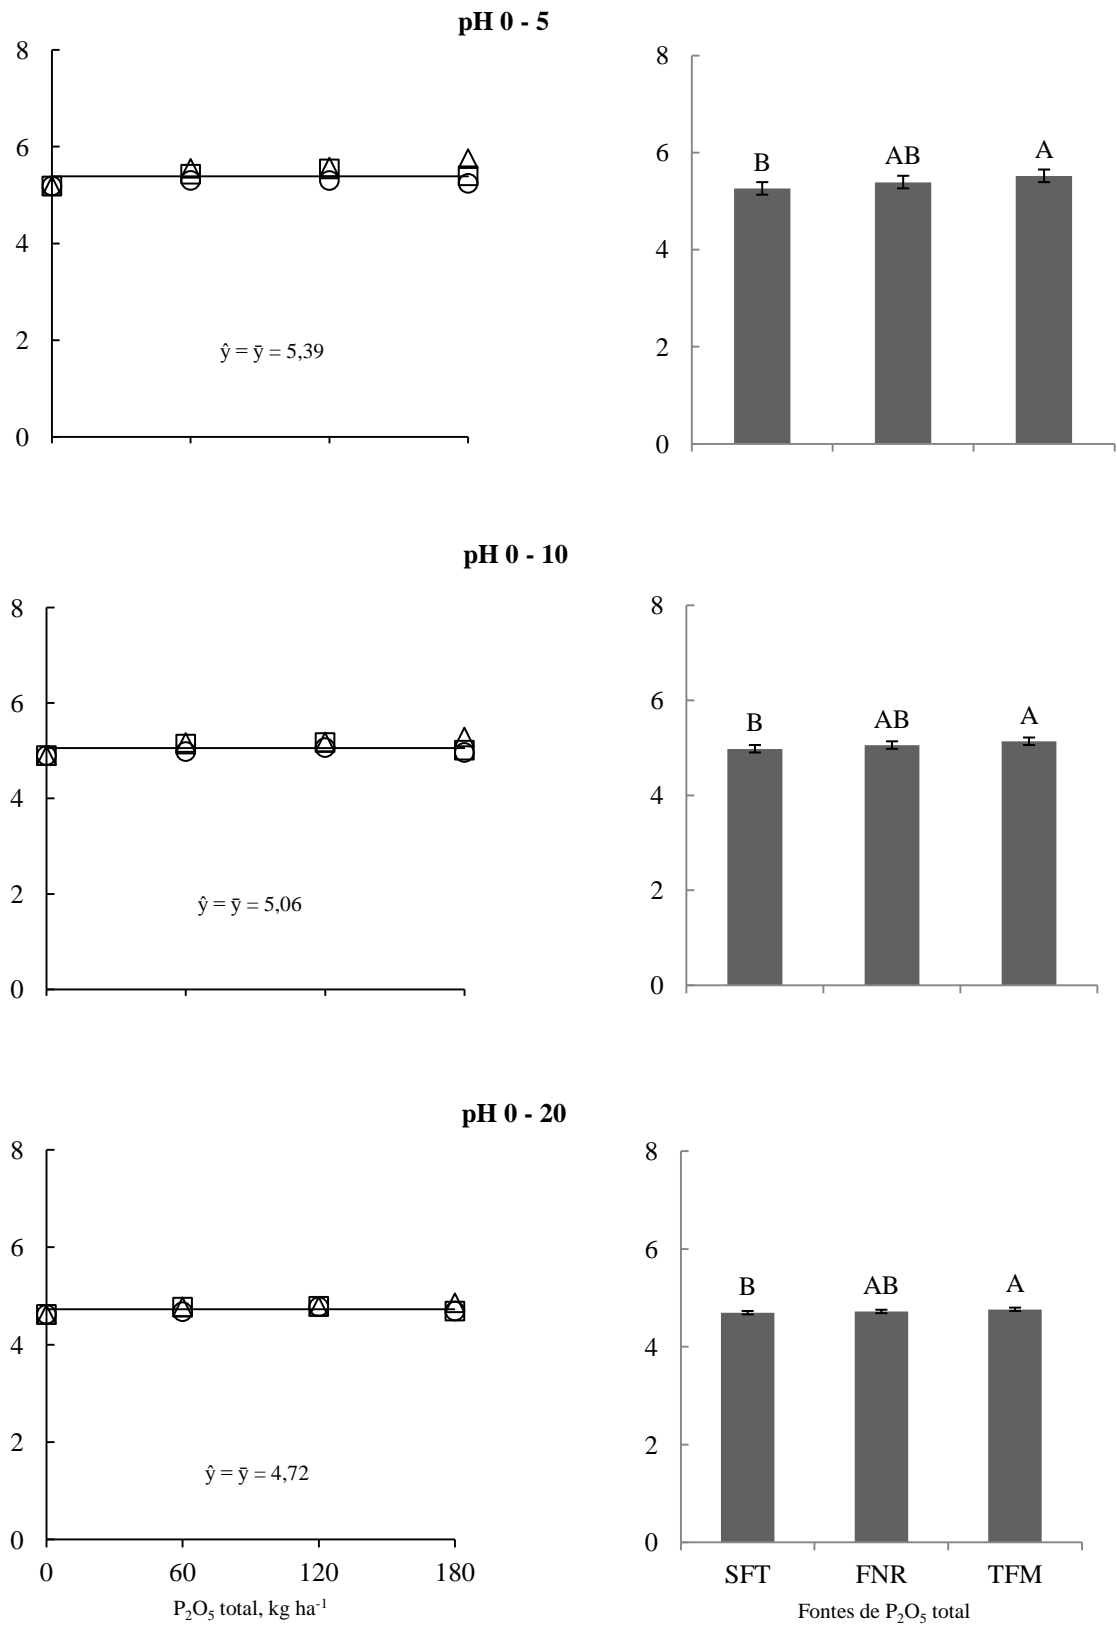 pH 0 - 5
8
6
4
2
0
ŷ = ȳ = 5,39
8
6
4
2
0
B
AB
A
pH 0 - 10
8
6
4
2
0
ŷ = ȳ = 5,06
8
6
4
2
0
B
AB
A
pH 0 - 20
8
6
4
2
0
ŷ = ȳ = 4,72
0 60 120 180
P₂O₅ total, kg ha⁻¹
8
6
4
2
0
B
AB
A
SFT FNR TFM
Fontes de P₂O₅ total